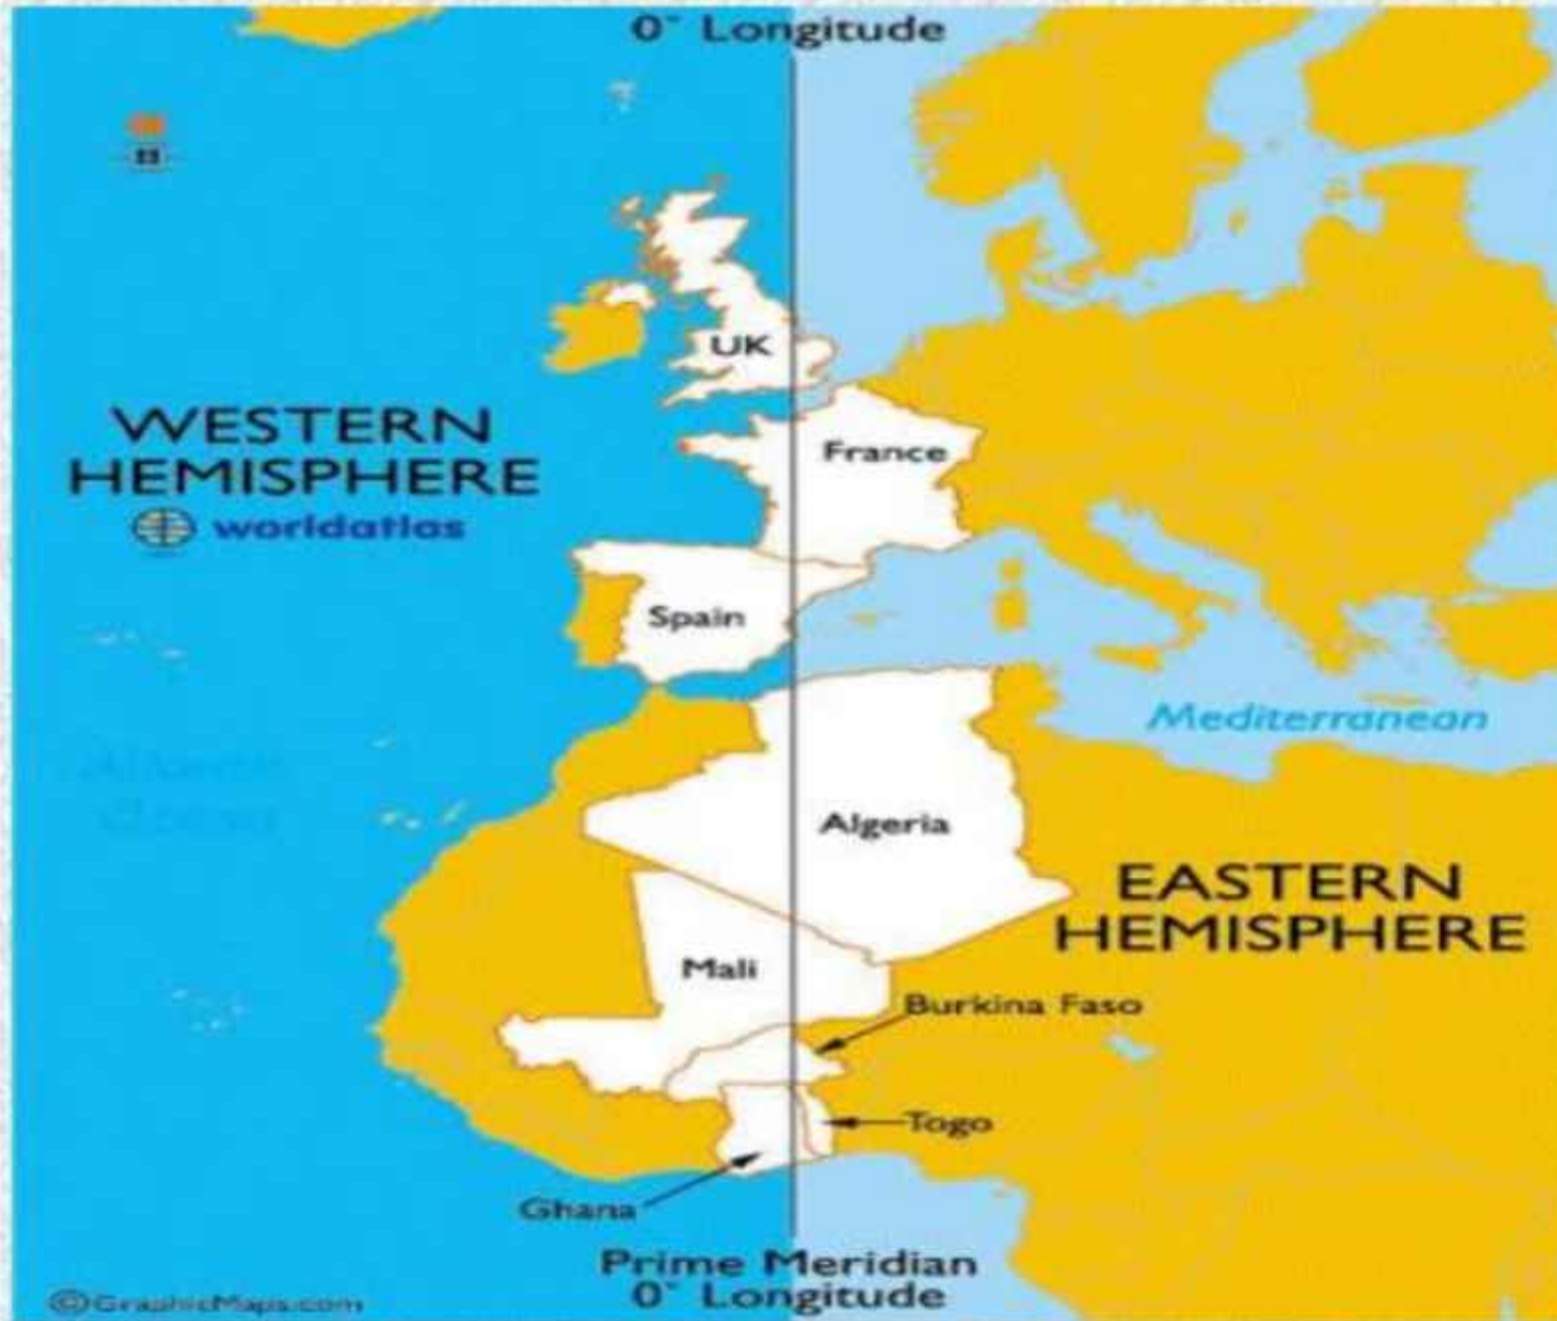 0° Longitude
UK
WESTERN
HEMISPHERE
worldatlas
France
Spain
Mediterranean
Algeria
EASTERN
HEMISPHERE
Mali
Burkina Faso
Togo
Ghana
Prime Meridian
0° Longitude
©GraphicMaps.com